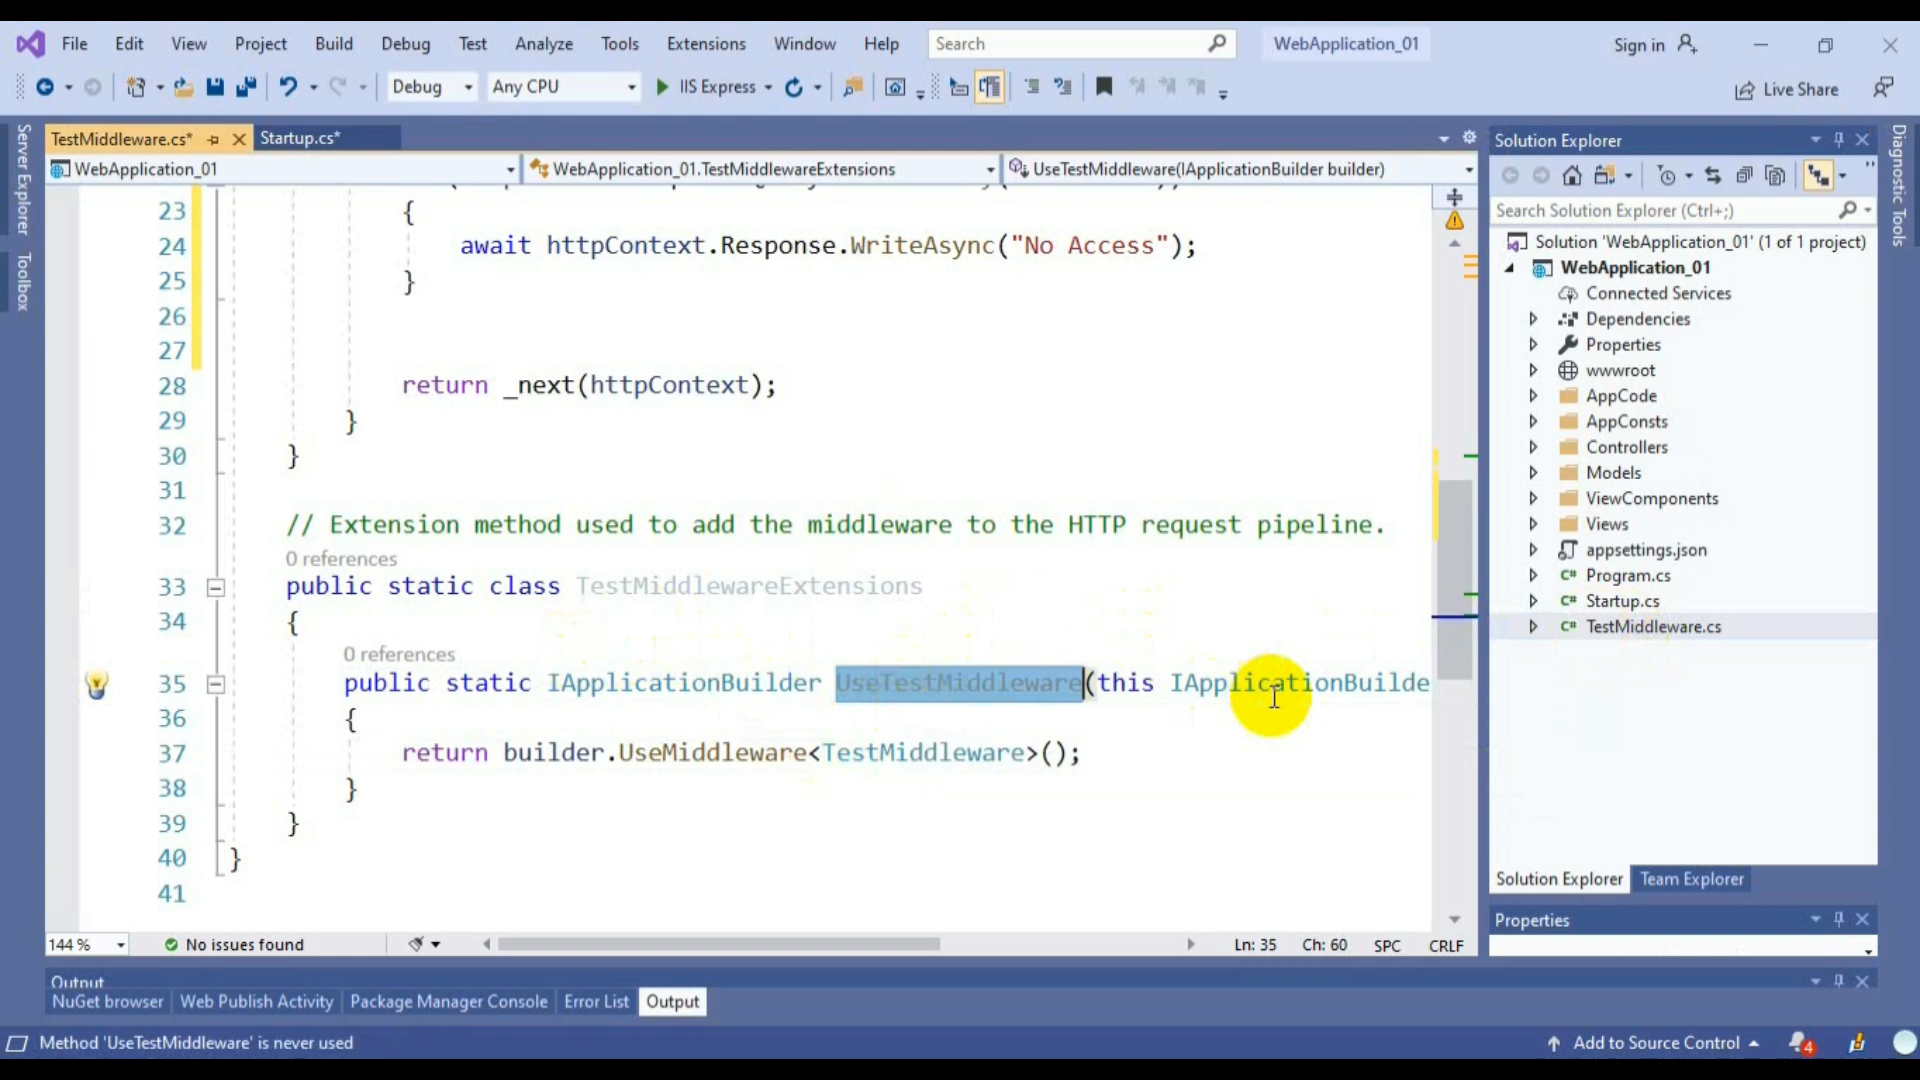 File Edit View Project Build Debug Test Analyze Tools Extensions Window Help Search WebApplication_01 Sign in
Debug Any CPU IIS Express Live Share
Server Explorer
Toolbox
TestMiddleware.cs* Startup.cs*
WebApplication_01 WebApplication_01.TestMiddlewareExtensions UseTestMiddleware(IApplicationBuilder builder)
23 {
24 await httpContext.Response.WriteAsync("No Access");
25 }
26
27
28 return _next(httpContext);
29 }
30 }
31
32 // Extension method used to add the middleware to the HTTP request pipeline.
0 references
33 public static class TestMiddlewareExtensions
34 {
0 references
35 public static IApplicationBuilder UseTestMiddleware(this IApplicationBuilde
36 {
37 return builder.UseMiddleware<TestMiddleware>();
38 }
39 }
40 }
41
144 % No issues found Ln: 35 Ch: 60 SPC CRLF
Solution Explorer
Search Solution Explorer (Ctrl+;)
Solution 'WebApplication_01' (1 of 1 project)
WebApplication_01
Connected Services
Dependencies
Properties
wwwroot
AppCode
AppConsts
Controllers
Models
ViewComponents
Views
appsettings.json
C# Program.cs
C# Startup.cs
C# TestMiddleware.cs
Solution Explorer Team Explorer
Properties
Diagnostic Tools
Output
NuGet browser Web Publish Activity Package Manager Console Error List Output
Method 'UseTestMiddleware' is never used Add to Source Control 4